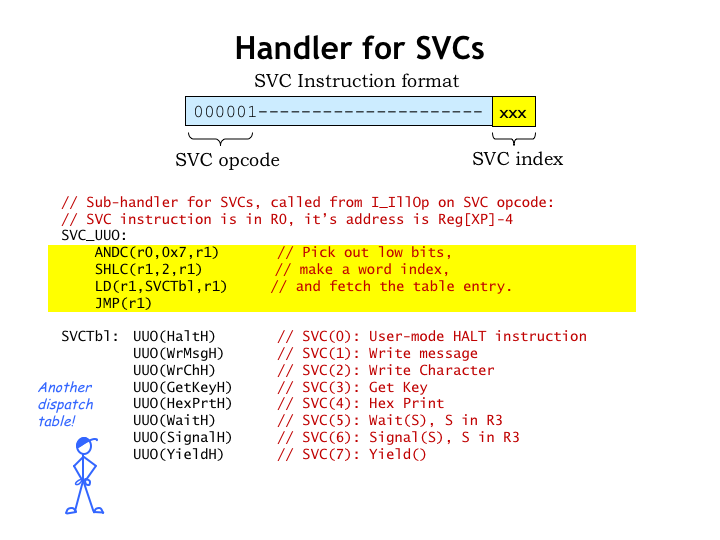 Handler for SVCs
SVC Instruction format
000001--------------------- xxx
SVC opcode SVC index
// Sub-handler for SVCs, called from I_IllOp on SVC opcode:
// SVC instruction is in R0, it's address is Reg[XP]-4
SVC_UUO:
ANDC(r0,0x7,r1) // Pick out low bits,
SHLC(r1,2,r1) // make a word index,
LD(r1,SVCTbl,r1) // and fetch the table entry.
JMP(r1)
SVCTbl: UUO(HaltH) // SVC(0): User-mode HALT instruction
UUO(WrMsgH) // SVC(1): Write message
UUO(WrChH) // SVC(2): Write Character
UUO(GetKeyH) // SVC(3): Get Key
UUO(HexPrtH) // SVC(4): Hex Print
UUO(WaitH) // SVC(5): Wait(S), S in R3
UUO(SignalH) // SVC(6): Signal(S), S in R3
UUO(YieldH) // SVC(7): Yield()
Another
dispatch
table!